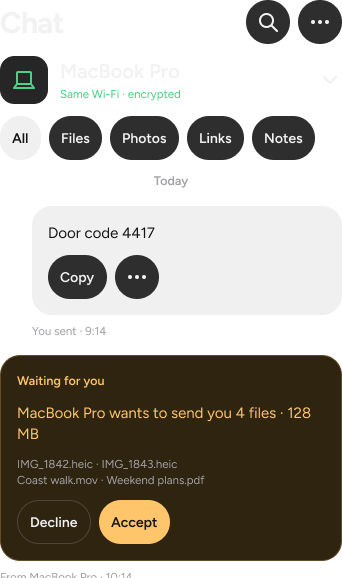 Chat
MacBook Pro
Same Wi-Fi · encrypted
All Files Photos Links Notes
Today
Door code 4417
Copy
You sent · 9:14
Waiting for you
MacBook Pro wants to send you 4 files · 128
MB
IMG_1842.heic · IMG_1843.heic
Coast walk.mov · Weekend plans.pdf
Decline Accept
From MacBook Pro · 10:14